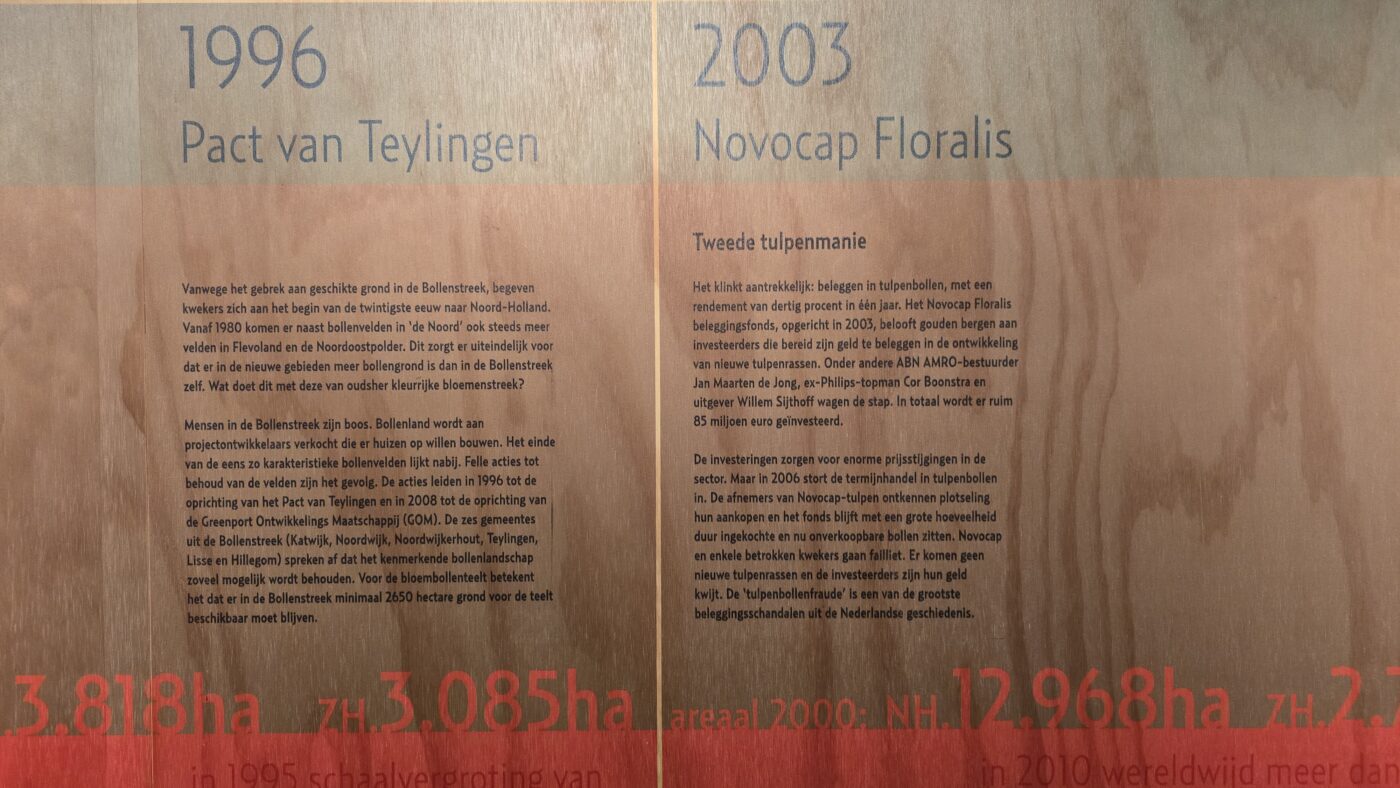 1996
Pact van Teylingen
Vanwege het gebrek aan geschikte grond in de Bollenstreek, begeven
kwekers zich aan het begin van de twintigste eeuw naar Noord-Holland.
Vanaf 1980 komen er naast bollenvelden in ‘de Noord’ ook steeds meer
velden in Flevoland en de Noordoostpolder. Dit zorgt er uiteindelijk voor
dat er in de nieuwe gebieden meer bollengrond is dan in de Bollenstreek
zelf. Wat doet dit met deze van oudsher kleurrijke bloemenstreek?
Mensen in de Bollenstreek zijn boos. Bollenland wordt aan
projectontwikkelaars verkocht die er huizen op willen bouwen. Het einde
van de eens zo karakteristieke bollenvelden lijkt nabij. Felle acties tot
behoud van de velden zijn het gevolg. De acties leiden in 1996 tot de
oprichting van het Pact van Teylingen en in 2008 tot de oprichting van
de Greenport Ontwikkelings Maatschappij (GOM). De zes gemeentes
uit de Bollenstreek (Katwijk, Noordwijk, Noordwijkerhout, Teylingen,
Lisse en Hillegom) spreken af dat het kenmerkende bollenlandschap
zoveel mogelijk wordt behouden. Voor de bloembollenteelt betekent
het dat er in de Bollenstreek minimaal 2650 hectare grond voor de teelt
beschikbaar moet blijven.
2003
Novocap Floralis
Tweede tulpenmanie
Het klinkt aantrekkelijk: beleggen in tulpenbollen, met een
rendement van dertig procent in één jaar. Het Novocap Floralis
beleggingsfonds, opgericht in 2003, belooft gouden bergen aan
investeerders die bereid zijn geld te beleggen in de ontwikkeling
van nieuwe tulpenrassen. Onder andere ABN AMRO-bestuurder
Jan Maarten de Jong, ex-Philips-topman Cor Boonstra en
uitgever Willem Sijthoff wagen de stap. In totaal wordt er ruim
85 miljoen euro geïnvesteerd.
De investeringen zorgen voor enorme prijsstijgingen in de
sector. Maar in 2006 stort de termijnhandel in tulpenbollen
in. De afnemers van Novocap-tulpen ontkennen plotseling
hun aankopen en het fonds blijft met een grote hoeveelheid
duur ingekochte en nu onverkoopbare bollen zitten. Novocap
en enkele betrokken kwekers gaan failliet. Er komen geen
nieuwe tulpenrassen en de investeerders zijn hun geld
kwijt. De ‘tulpenbollenfraude’ is een van de grootste
beleggingsschandalen uit de Nederlandse geschiedenis.
.3.818ha ZH.3.085ha areaal 2000: NH.12.968ha ZH.2.
in 1995 schaalvergroting van
in 2010 wereldwijd meer dan